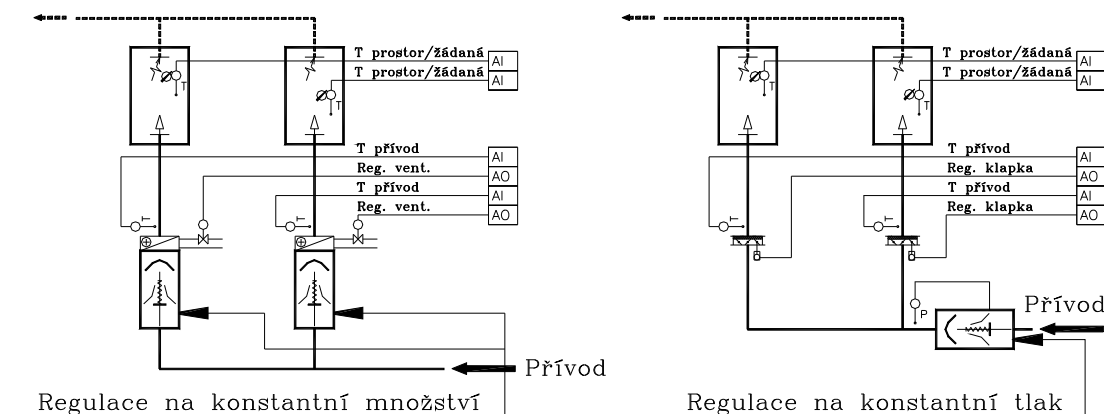 T prostor/žádaná AI
T prostor/žádaná AI
T
T
T přívod AI
Reg. vent. AO
T přívod AI
Reg. vent. AO
T
T
Přívod
Regulace na konstantní množství
T prostor/žádaná AI
T prostor/žádaná AI
T
T
T přívod AI
Reg. klapka AO
T přívod AI
Reg. klapka AO
T
T
P
Přívod
Regulace na konstantní tlak